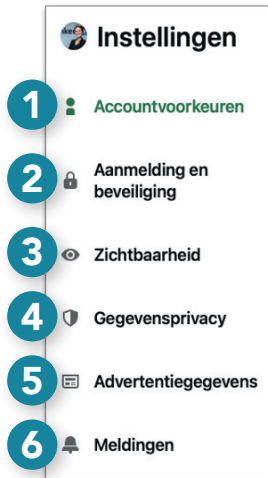 Instellingen
1 Accountvoorkeuren
2 Aanmelding en
beveiliging
3 Zichtbaarheid
4 Gegevensprivacy
5 Advertentiegegevens
6 Meldingen